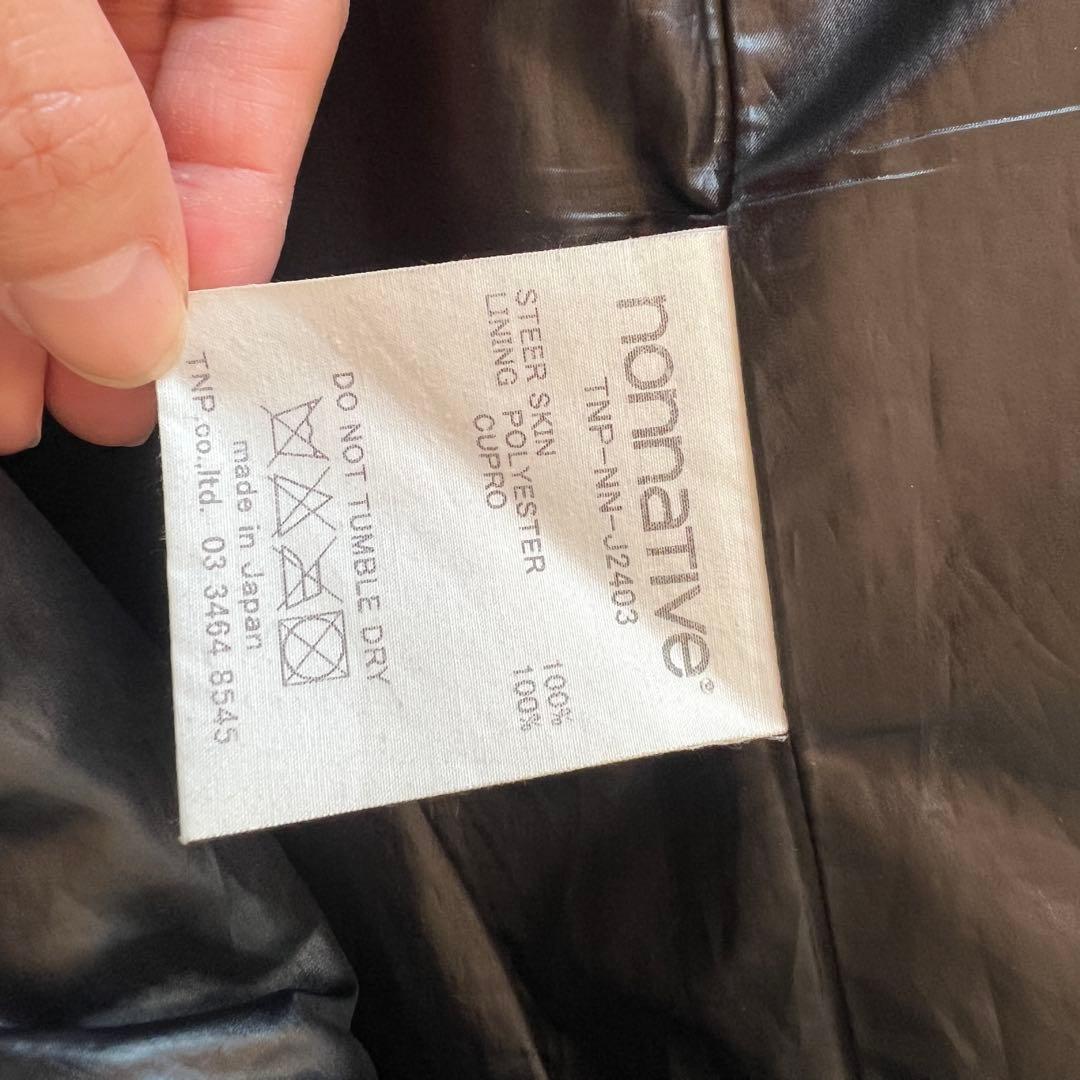 nonnative®
TNP-NN-J2403
STEER SKIN 100%
LINING POLYESTER 100%
CUPRO
DO NOT TUMBLE DRY
made in Japan
TNP.co.,ltd. 03 3464 8545